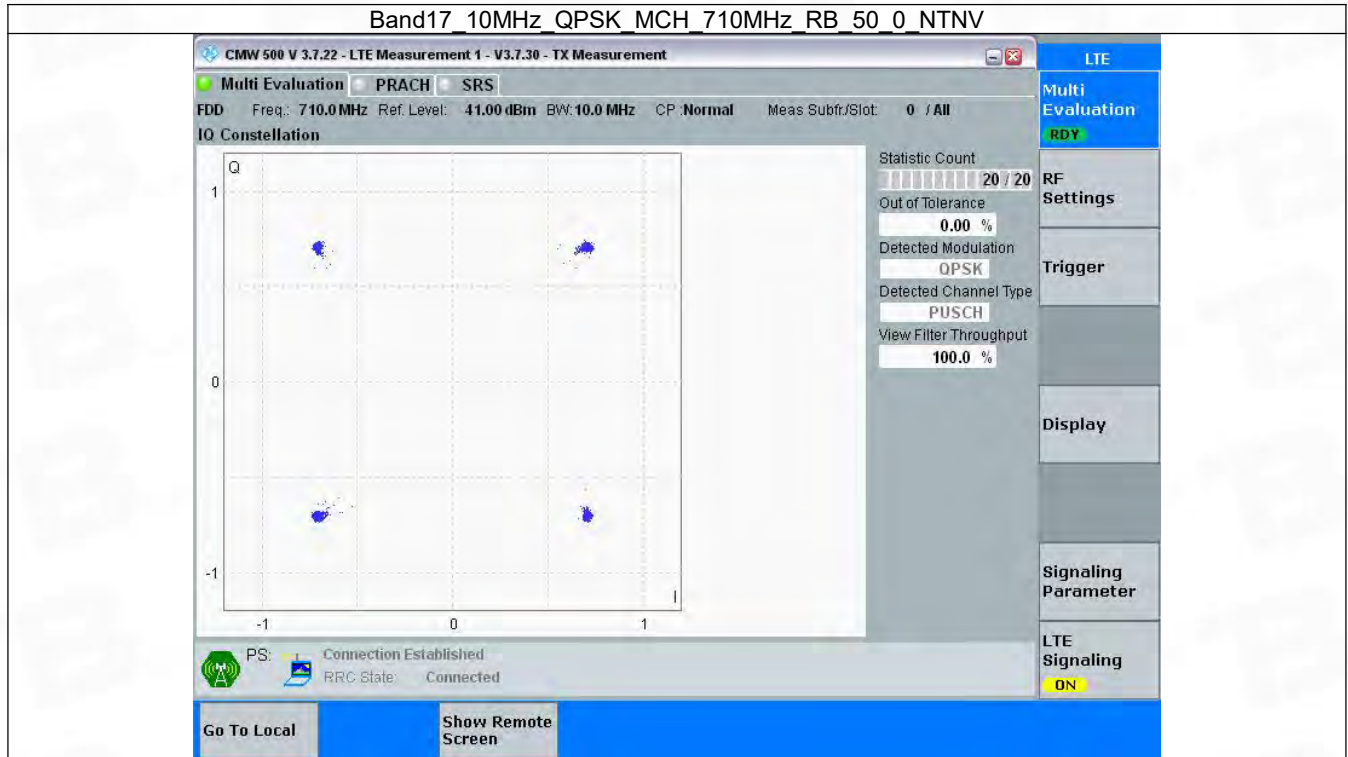 Band17_10MHz_QPSK_MCH_710MHz_RB_50_0_NTNV
CMW 500 V 3.7.22 - LTE Measurement 1 - V3.7.30 - TX Measurement
LTE
Multi Evaluation PRACH SRS
Multi
Evaluation
RDY
FDD Freq.: 710.0 MHz Ref. Level: 41.00 dBm BW: 10.0 MHz CP :Normal Meas Subfr./Slot: 0 / All
IQ Constellation
Q
1
0
-1
I
-1 0 1
Statistic Count
20 / 20
Out of Tolerance
0.00 %
Detected Modulation
QPSK
Detected Channel Type
PUSCH
View Filter Throughput
100.0 %
RF
Settings
Trigger
Display
Signaling
Parameter
LTE
Signaling
ON
PS: Connection Established
RRC State: Connected
Go To Local
Show Remote
Screen